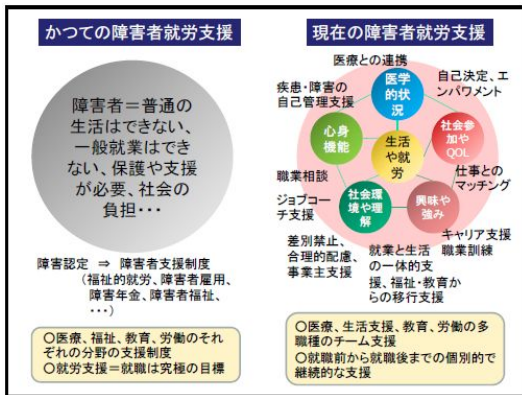 かつての障害者就労支援
障害者＝普通の
生活はできない、
一般就業はでき
ない、保護や支援
が必要、社会の
負担・・・
障害認定 ⇒ 障害者支援制度
（福祉的就労、障害者雇用、
障害年金、障害者福祉、
・・・）
〇医療、福祉、教育、労働のそれ
ぞれの分野の支援制度
〇就労支援＝就職は究極の目標
現在の障害者就労支援
医療との連携
疾患・障害の
自己管理支援
医学
的状
況
自己決定、エ
ンパワメント
心身
機能
生活
や就
労
社会参
加や
QOL
職業相談
仕事との
マッチング
ジョブコー
チ支援
社会環
境や理
解
興味や
強み
差別禁止、
合理的配慮、
事業主支援
就業と生活
の一体的支
援、福祉・教育か
らの移行支援
キャリア支援
職業訓練
〇医療、生活支援、教育、労働の多
職種のチーム支援
〇就職前から就職後までの個別的で
継続的な支援